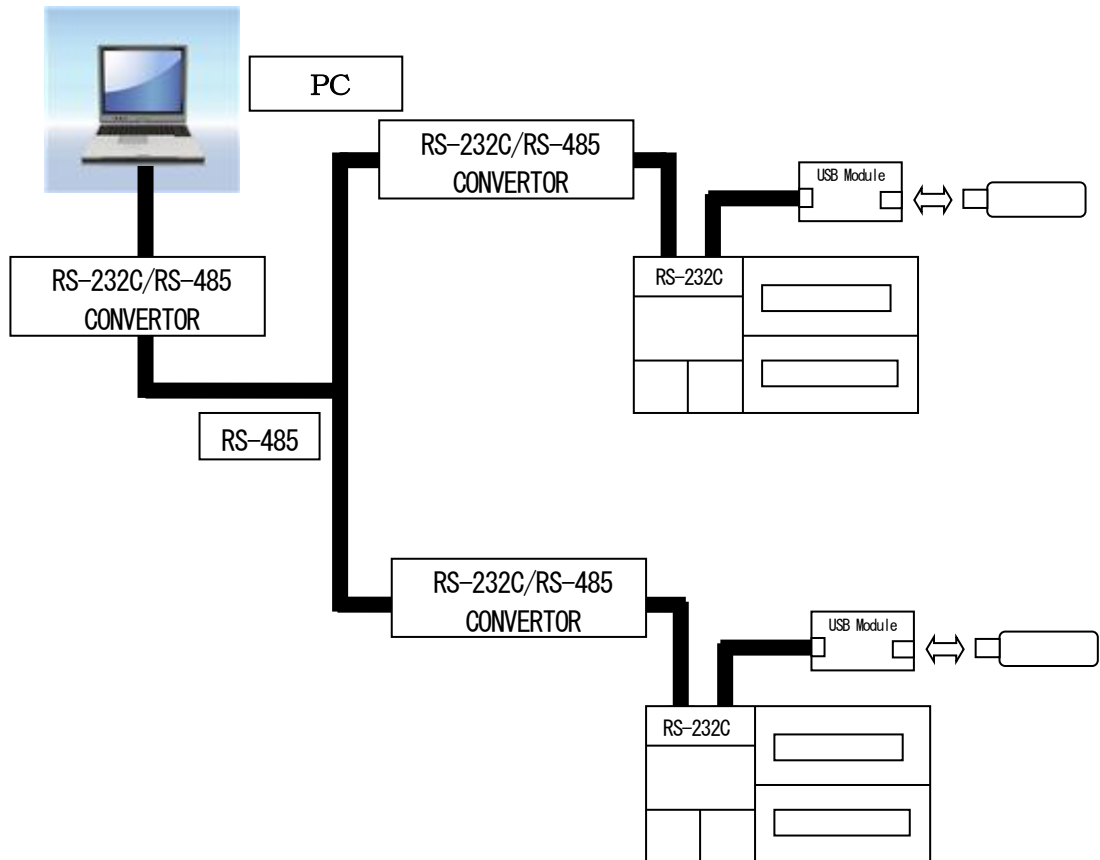 PC
RS-232C/RS-485
CONVERTOR
USB Module
RS-232C
RS-232C/RS-485
CONVERTOR
RS-485
RS-232C/RS-485
CONVERTOR
USB Module
RS-232C